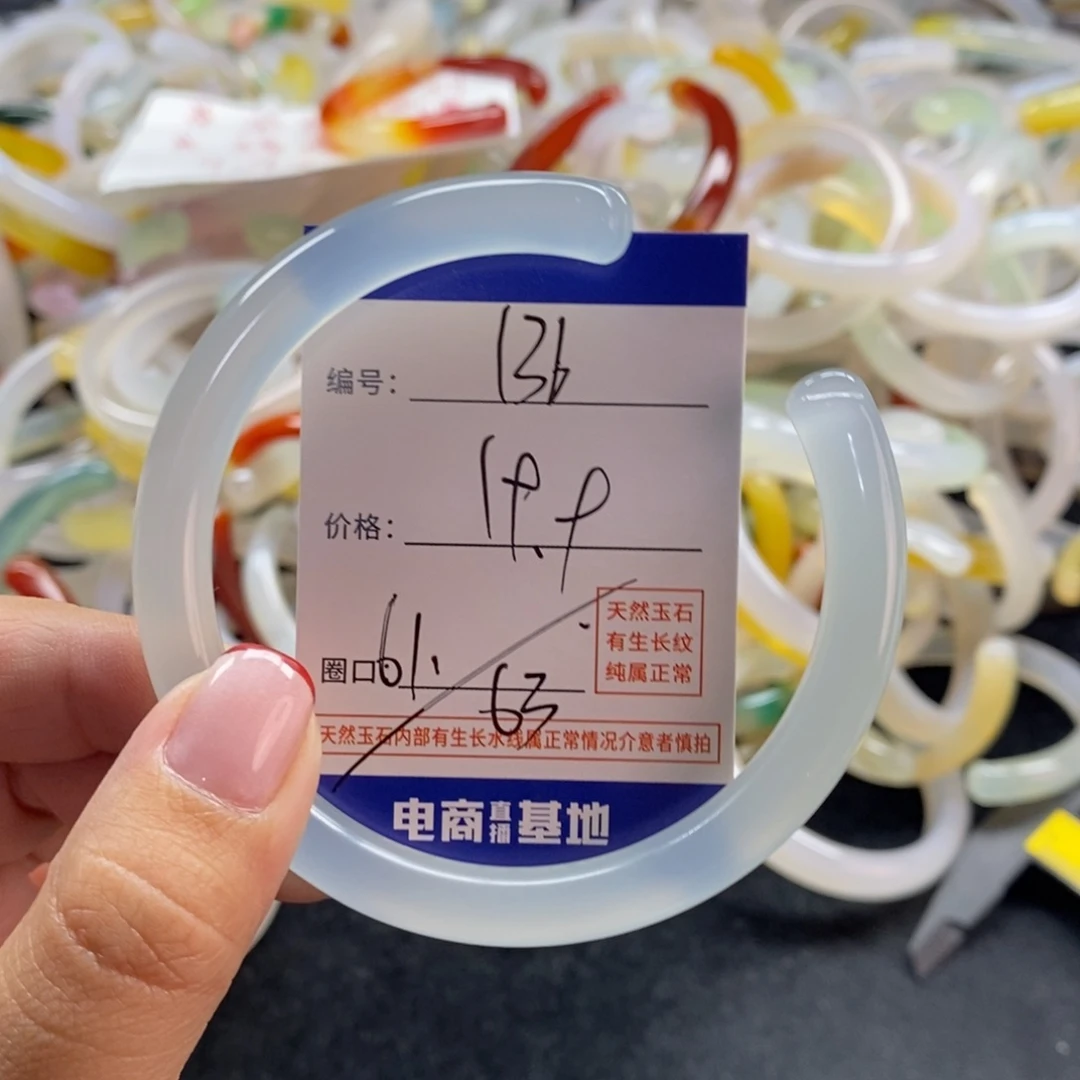 编号: 136
价格: 19.9
圈口 61.
63
天然玉石
有生长纹
纯属正常
天然玉石内部有生长水线属正常情况介意者慎拍
电商直播基地